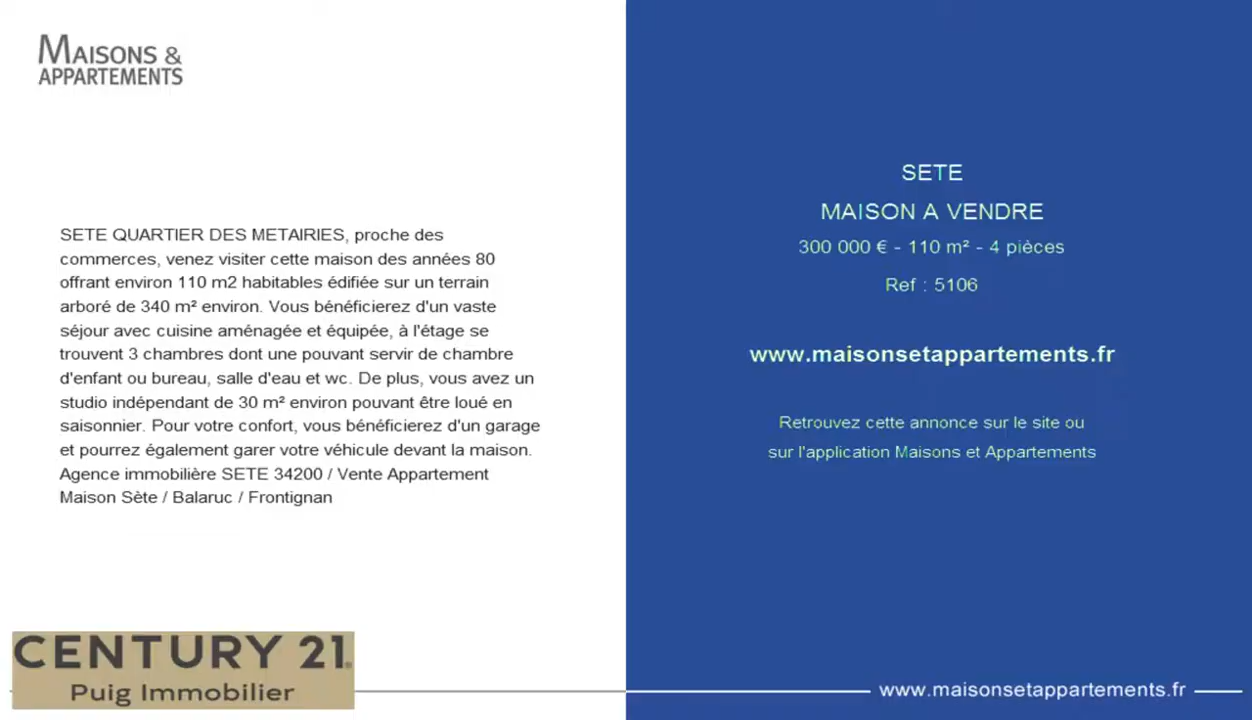 MAISONS &
APPARTEMENTS
SETE QUARTIER DES METAIRIES, proche des
commerces, venez visiter cette maison des années 80
offrant environ 110 m2 habitables édifiée sur un terrain
arboré de 340 m² environ. Vous bénéficierez d'un vaste
séjour avec cuisine aménagée et équipée, à l'étage se
trouvent 3 chambres dont une pouvant servir de chambre
d'enfant ou bureau, salle d'eau et wc. De plus, vous avez un
studio indépendant de 30 m² environ pouvant être loué en
saisonnier. Pour votre confort, vous bénéficierez d'un garage
et pourrez également garer votre véhicule devant la maison.
Agence immobilière SETE 34200 / Vente Appartement
Maison Sète / Balaruc / Frontignan
CENTURY 21
Puig Immobilier
SETE
MAISON A VENDRE
300 000 € - 110 m² - 4 pièces
Ref : 5106
www.maisonsetappartements.fr
Retrouvez cette annonce sur le site ou
sur l'application Maisons et Appartements
www.maisonsetappartements.fr